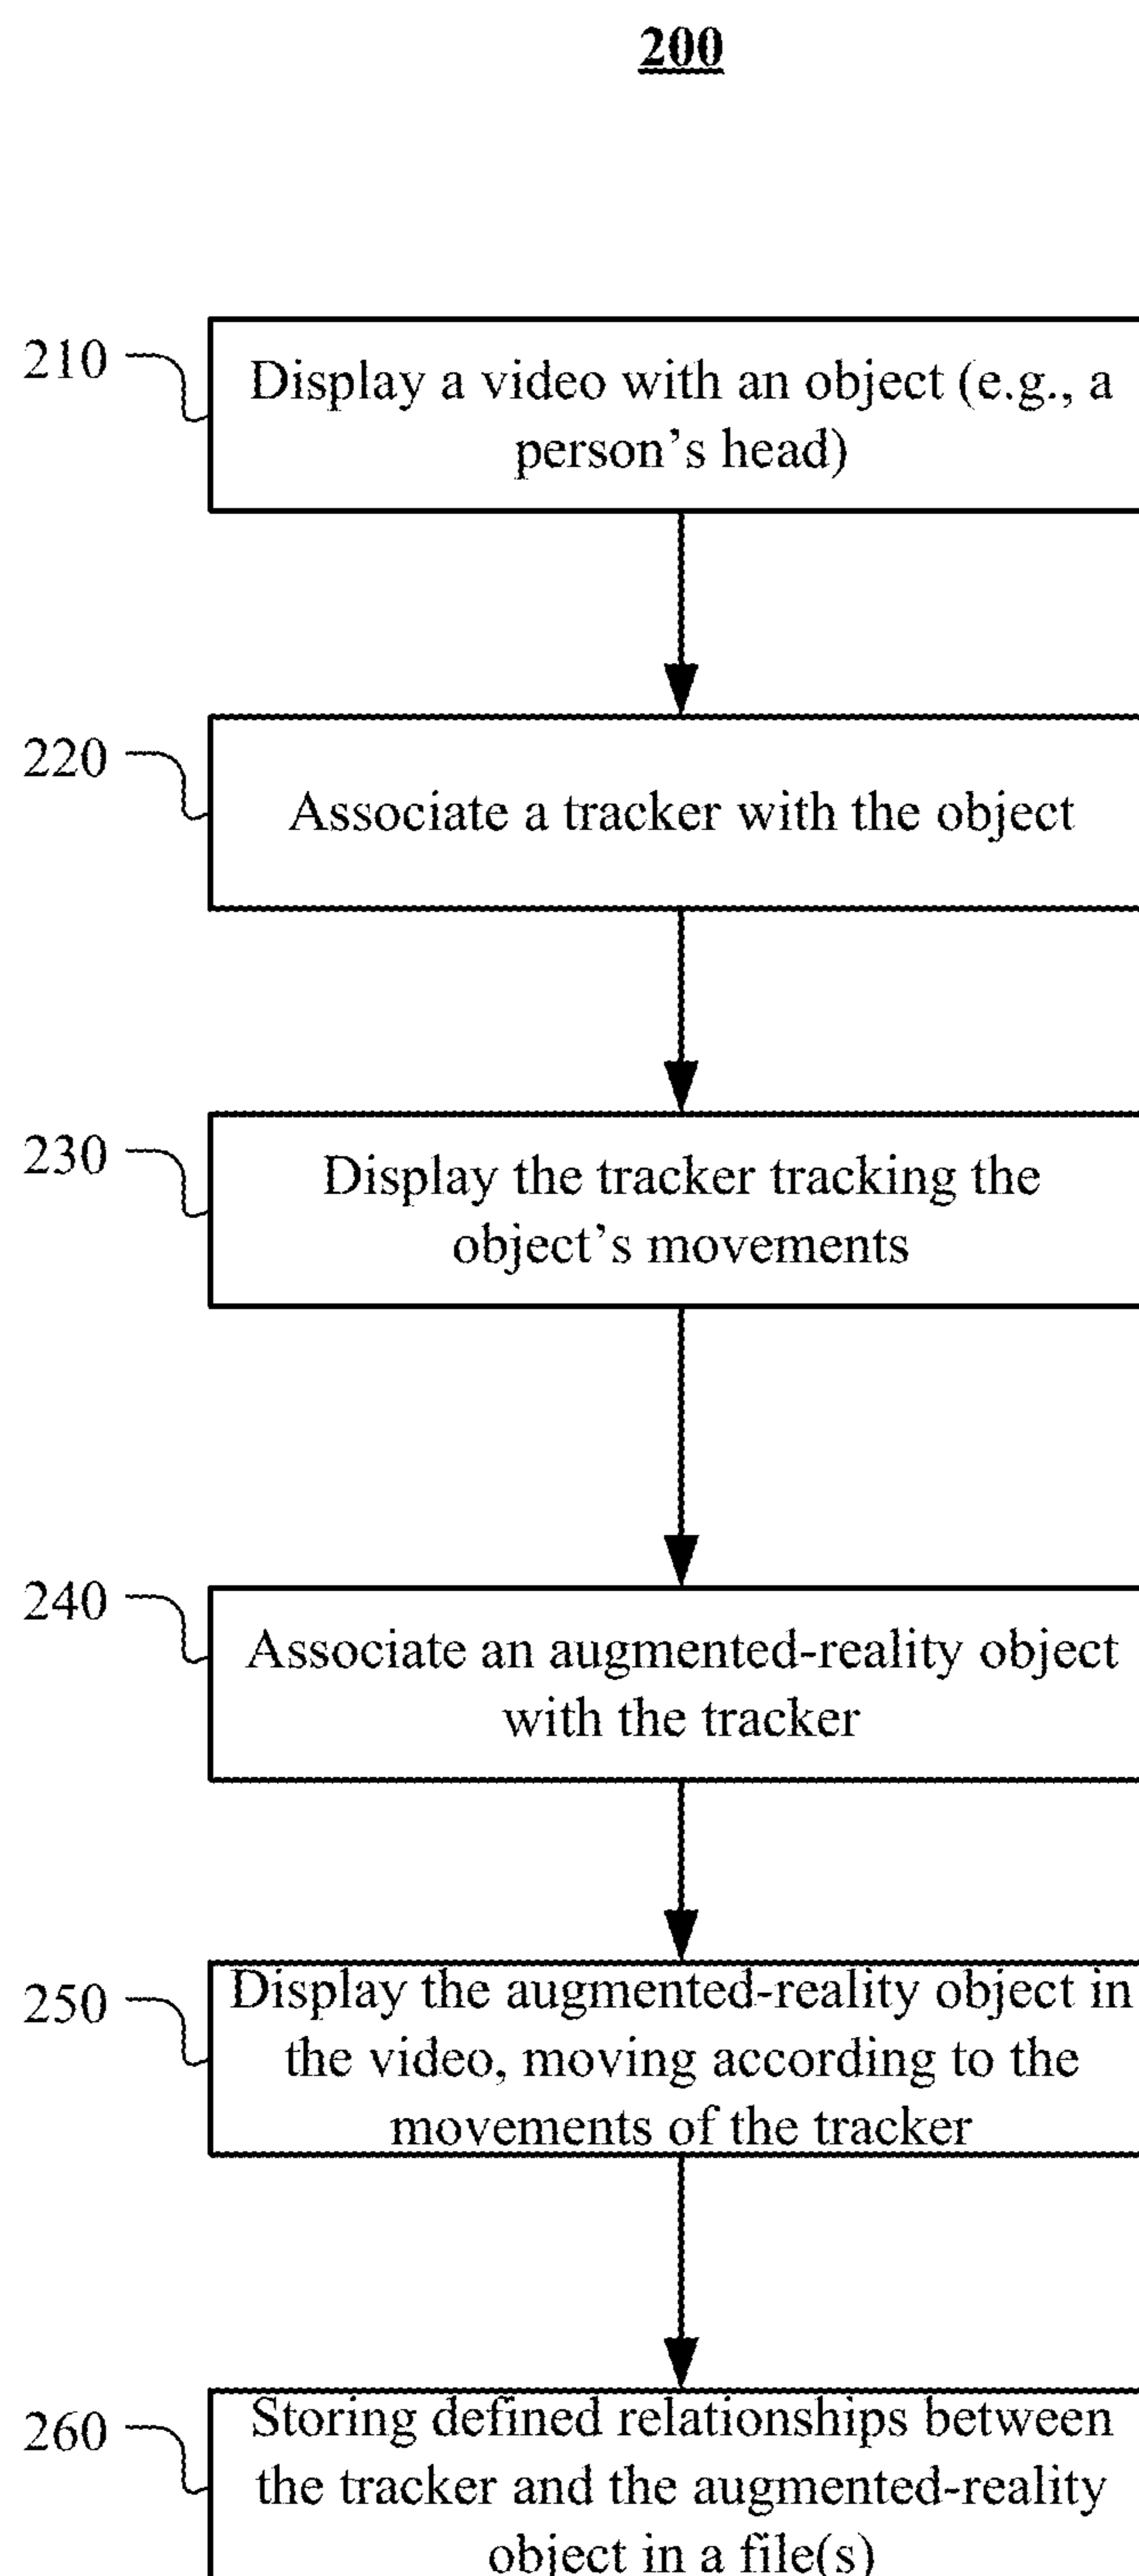 200
210
Display a video with an object (e.g., a
person's head)
220
Associate a tracker with the object
230
Display the tracker tracking the
object's movements
240
Associate an augmented-reality object
with the tracker
250
Display the augmented-reality object in
the video, moving according to the
movements of the tracker
260
Storing defined relationships between
the tracker and the augmented-reality
object in a file(s)